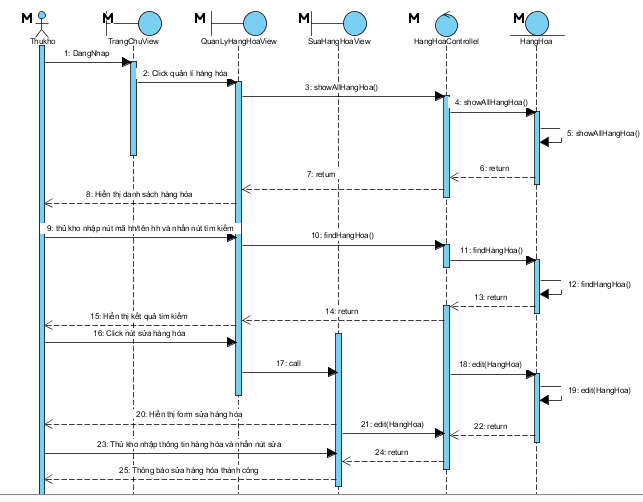 M M M M M M
Thukho TrangChuView QuanLyHangHoaView SuaHangHoaView HangHoaControllel HangHoa
1: DangNhap
2: Click quản lí hàng hóa
3: showAllHangHoa()
4: showAllHangHoa()
5: showAllHangHoa()
6: return
7: return
8: Hiển thị danh sách hàng hóa
9: thủ kho nhập nút mã hh/tên hh và nhấn nút tìm kiếm
10: findHangHoa()
11: findHangHoa()
12: findHangHoa()
13: return
14: return
15: Hiển thị kết quả tìm kiếm
16: Click nút sửa hàng hóa
17: call
18: edit(HangHoa)
19: edit(HangHoa)
20: Hiển thị form sửa hàng hóa
21: edit(HangHoa)
22: return
23: Thủ kho nhập thông tin hàng hóa và nhấn nút sửa
24: return
25: Thông báo sửa hàng hóa thành công